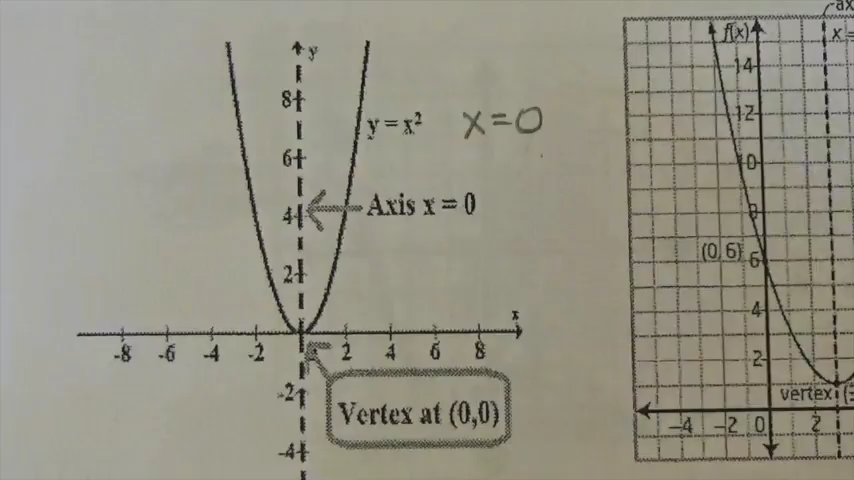 y
8
y = x²
x = 0
6
4
Axis x = 0
2
x
-8 -6 -4 -2 2 4 6 8
-2
Vertex at (0,0)
-4
f(x)
x =
14
12
10
8
(0, 6)
6
4
2
vertex
-4 -2 0 2